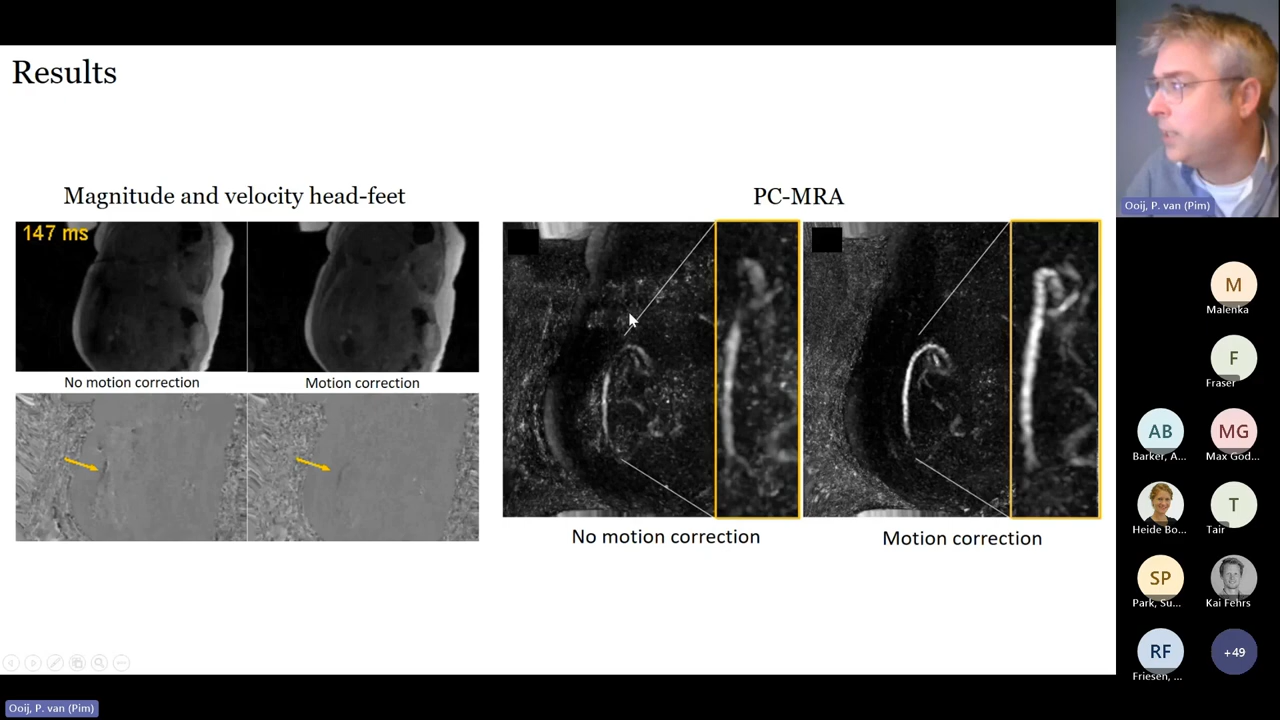 Results
Magnitude and velocity head-feet
PC-MRA
147 ms
No motion correction
Motion correction
No motion correction
Motion correction
Ooij, P. van (Pim)
M
Malenka
F
Fraser
AB
Barker, A...
MG
Max God...
Heide Bo...
T
Tair
SP
Park, Su...
Kai Fehrs
RF
Friesen, ...
+49
Ooij, P. van (Pim)